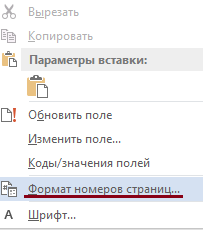 Вырезать
Копировать
Параметры вставки:
Обновить поле
Изменить поле...
Коды/значения полей
Формат номеров страниц...
Шрифт...